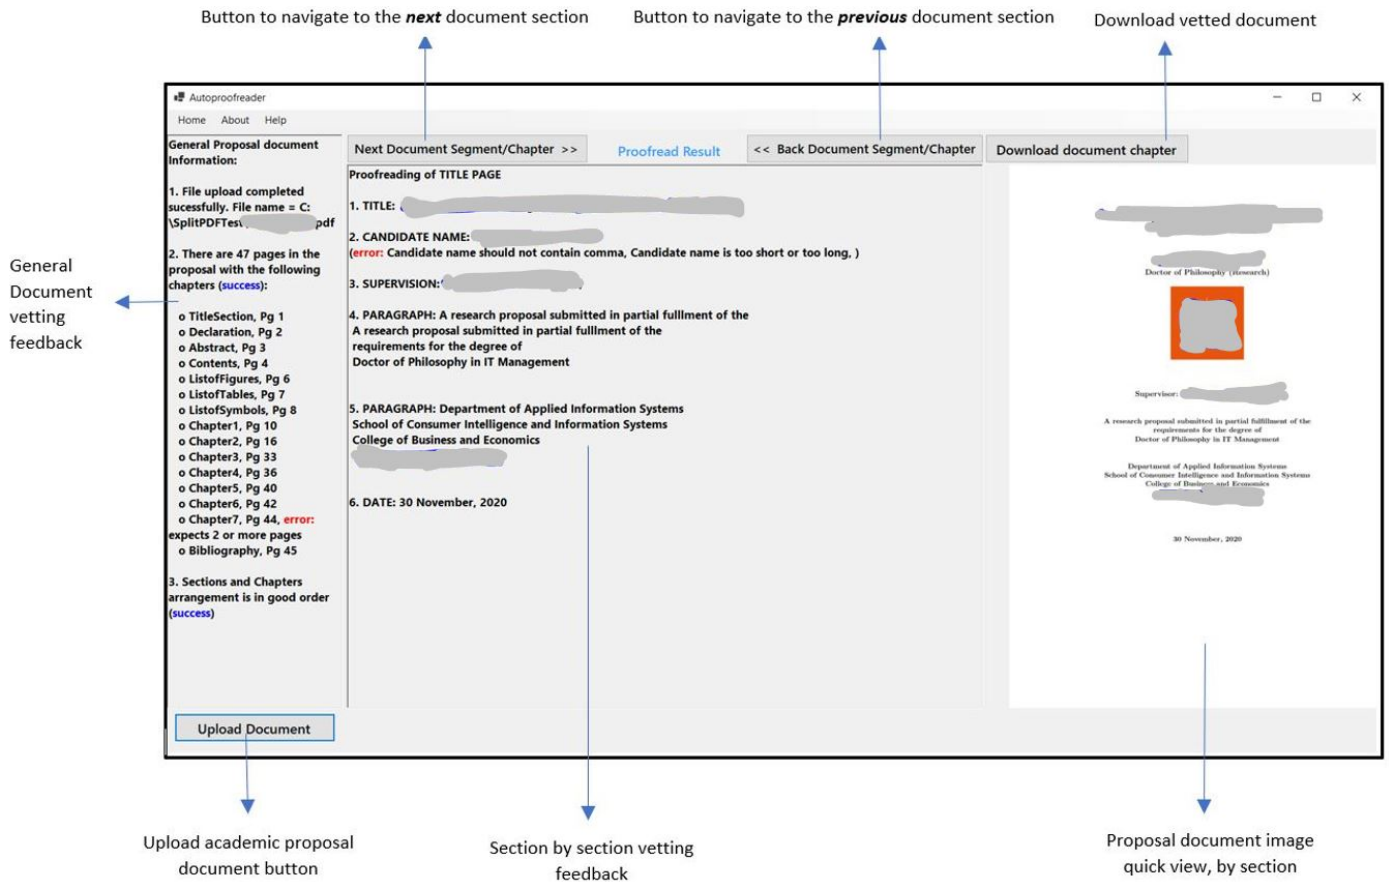 Button to navigate to the next document section
Button to navigate to the previous document section
Download vetted document
Autoproofreader
Home About Help
General Proposal document
Information:
1. File upload completed
sucessfully. File name = C:
\SplitPDFTest\ pdf
2. There are 47 pages in the
proposal with the following
chapters (success):
o TitleSection, Pg 1
o Declaration, Pg 2
o Abstract, Pg 3
o Contents, Pg 4
o ListofFigures, Pg 6
o ListofTables, Pg 7
o ListofSymbols, Pg 8
o Chapter1, Pg 10
o Chapter2, Pg 16
o Chapter3, Pg 33
o Chapter4, Pg 36
o Chapter5, Pg 40
o Chapter6, Pg 42
o Chapter7, Pg 44, error:
expects 2 or more pages
o Bibliography, Pg 45
3. Sections and Chapters
arrangement is in good order
(success)
Upload Document
Next Document Segment/Chapter >>
Proofread Result
<< Back Document Segment/Chapter
Download document chapter
Proofreading of TITLE PAGE
1. TITLE:
2. CANDIDATE NAME:
(error: Candidate name should not contain comma, Candidate name is too short or too long, )
3. SUPERVISION:
4. PARAGRAPH: A research proposal submitted in partial fulllment of the
A research proposal submitted in partial fulllment of the
requirements for the degree of
Doctor of Philosophy in IT Management
5. PARAGRAPH: Department of Applied Information Systems
School of Consumer Intelligence and Information Systems
College of Business and Economics
6. DATE: 30 November, 2020
Doctor of Philosophy (Research)
Supervisor:
A research proposal submitted in partial fulfillment of the
requirements for the degree of
Doctor of Philosophy in IT Management
Department of Applied Information Systems
School of Consumer Intelligence and Information Systems
College of Business and Economics
30 November, 2020
General
Document
vetting
feedback
Upload academic proposal
document button
Section by section vetting
feedback
Proposal document image
quick view, by section